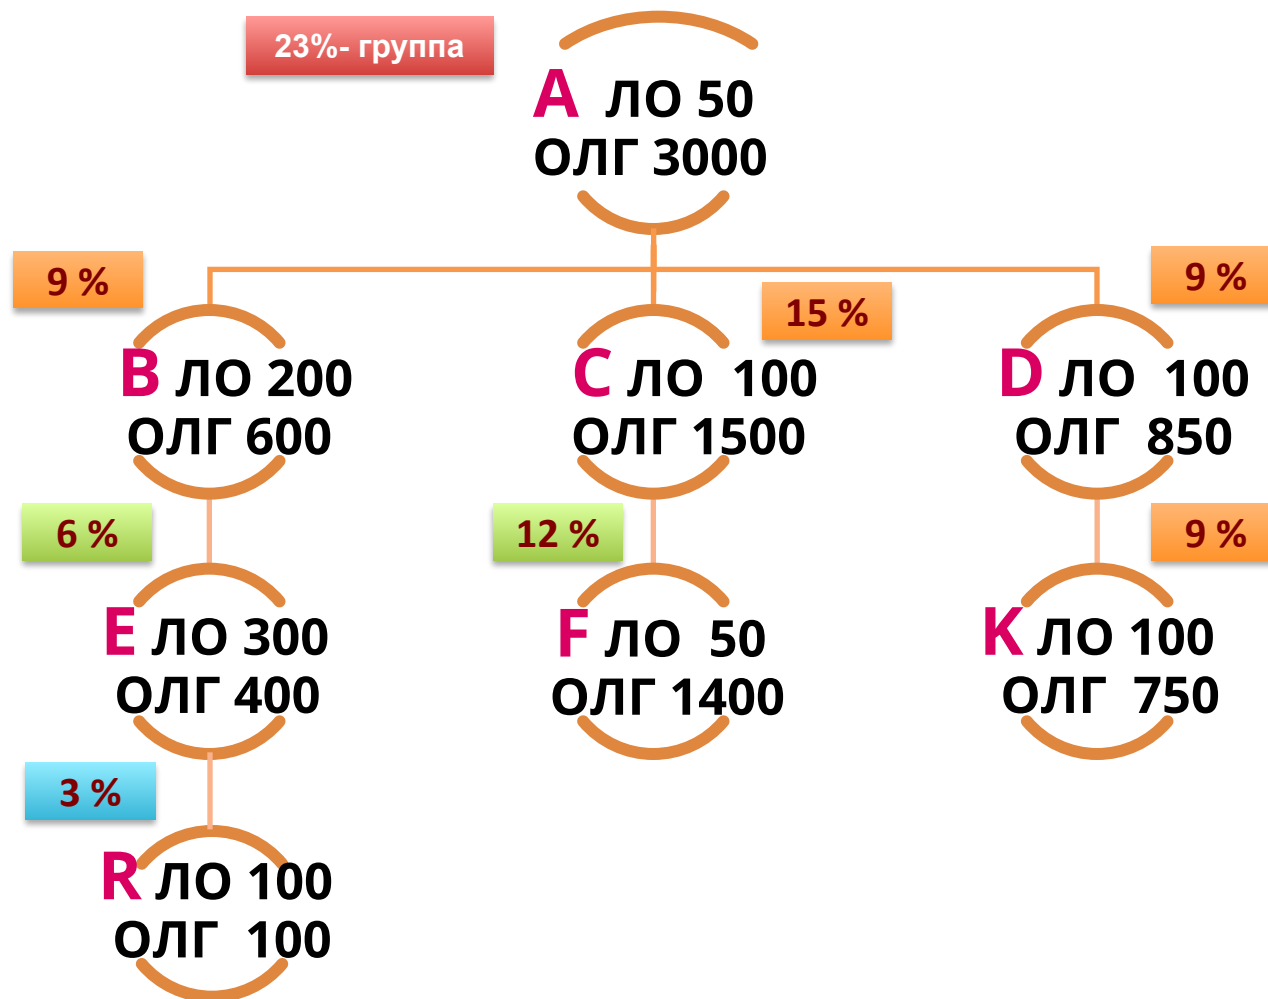 23%- группа
A ЛО 50
ОЛГ 3000
9 %
15 %
9 %
B ЛО 200
ОЛГ 600
C ЛО 100
ОЛГ 1500
D ЛО 100
ОЛГ 850
6 %
12 %
9 %
E ЛО 300
ОЛГ 400
F ЛО 50
ОЛГ 1400
K ЛО 100
ОЛГ 750
3 %
R ЛО 100
ОЛГ 100